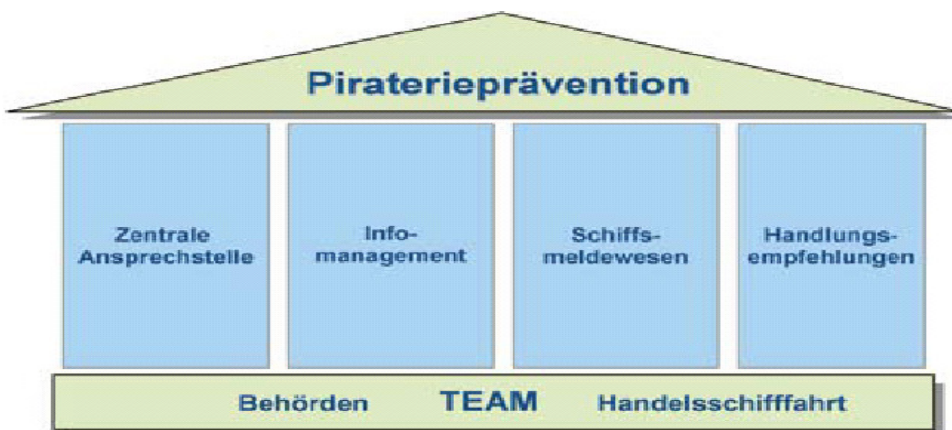 Piraterieprävention
Zentrale
Ansprechstelle
Info-
management
Schiffs-
meldewesen
Handlungs-
empfehlungen
Behörden TEAM Handelsschifffahrt